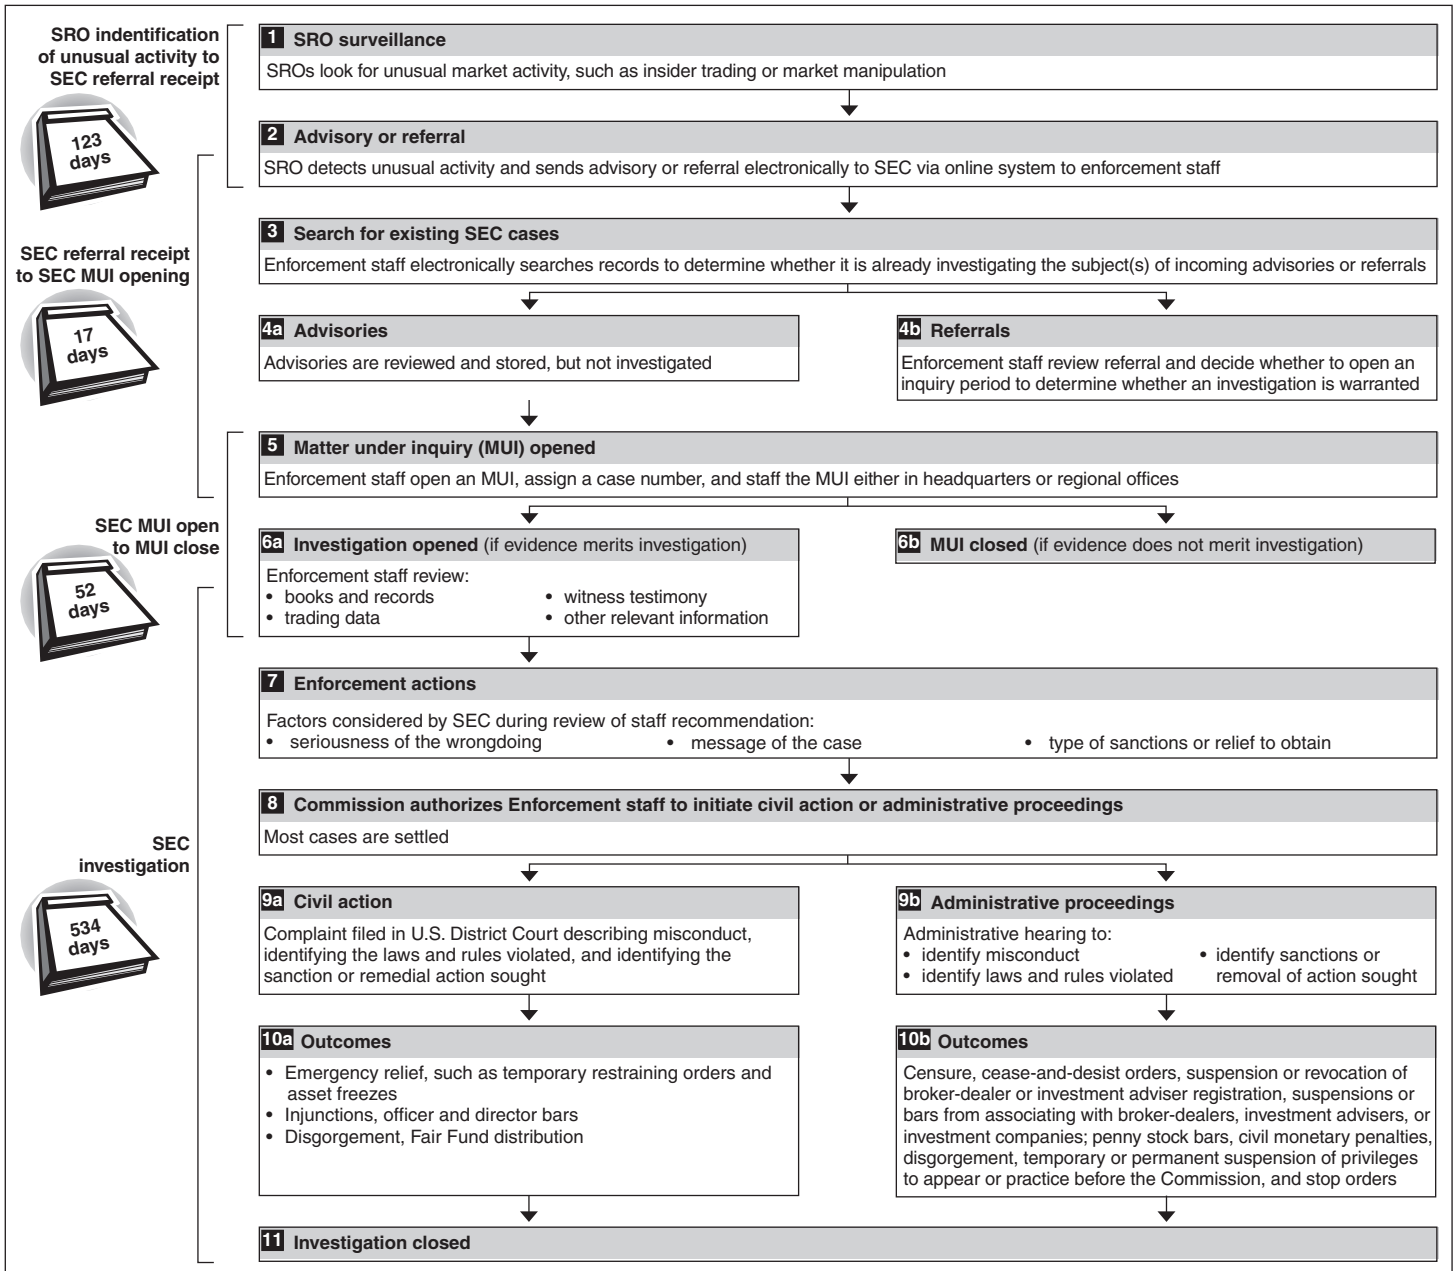 SRO indentification
of unusual activity to
SEC referral receipt
123
days
1 SRO surveillance
SROs look for unusual market activity, such as insider trading or market manipulation
2 Advisory or referral
SRO detects unusual activity and sends advisory or referral electronically to SEC via online system to enforcement staff
SEC referral receipt
to SEC MUI opening
17
days
3 Search for existing SEC cases
Enforcement staff electronically searches records to determine whether it is already investigating the subject(s) of incoming advisories or referrals
4a Advisories
Advisories are reviewed and stored, but not investigated
4b Referrals
Enforcement staff review referral and decide whether to open an
inquiry period to determine whether an investigation is warranted
5 Matter under inquiry (MUI) opened
Enforcement staff open an MUI, assign a case number, and staff the MUI either in headquarters or regional offices
SEC MUI open
to MUI close
52
days
6a Investigation opened (if evidence merits investigation)
Enforcement staff review:
• books and records
• trading data
• witness testimony
• other relevant information
6b MUI closed (if evidence does not merit investigation)
7 Enforcement actions
Factors considered by SEC during review of staff recommendation:
• seriousness of the wrongdoing
• message of the case
• type of sanctions or relief to obtain
8 Commission authorizes Enforcement staff to initiate civil action or administrative proceedings
Most cases are settled
SEC
investigation
534
days
9a Civil action
Complaint filed in U.S. District Court describing misconduct,
identifying the laws and rules violated, and identifying the
sanction or remedial action sought
9b Administrative proceedings
Administrative hearing to:
• identify misconduct
• identify laws and rules violated
• identify sanctions or
removal of action sought
10a Outcomes
• Emergency relief, such as temporary restraining orders and
asset freezes
• Injunctions, officer and director bars
• Disgorgement, Fair Fund distribution
10b Outcomes
Censure, cease-and-desist orders, suspension or revocation of
broker-dealer or investment adviser registration, suspensions or
bars from associating with broker-dealers, investment advisers, or
investment companies; penny stock bars, civil monetary penalties,
disgorgement, temporary or permanent suspension of privileges
to appear or practice before the Commission, and stop orders
11 Investigation closed